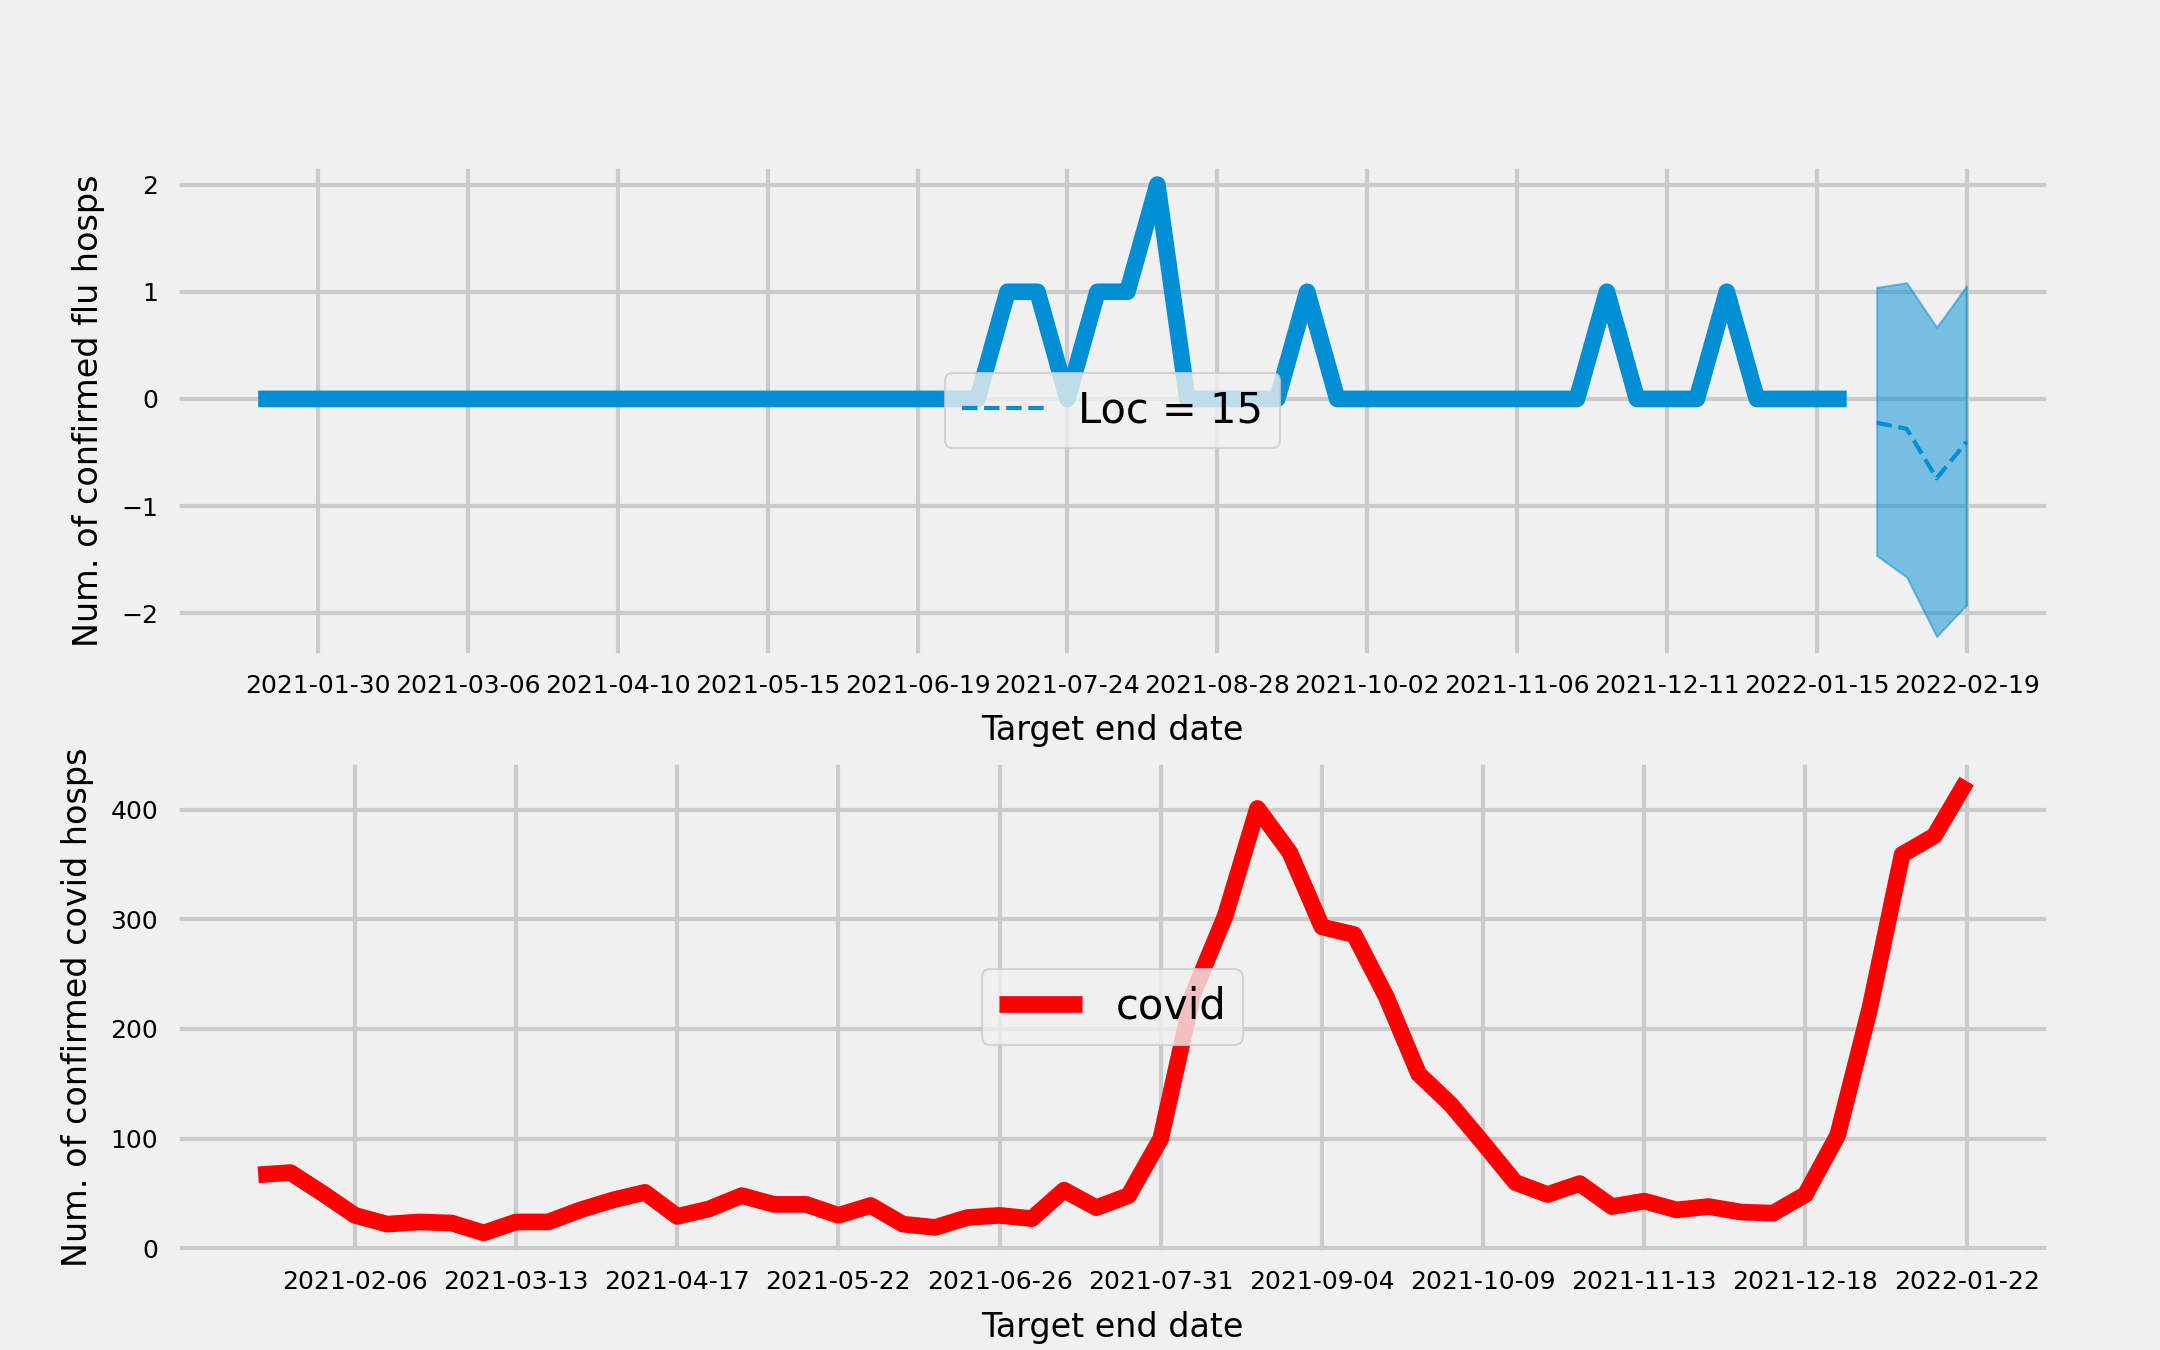 Num. of confirmed flu hosps
2
1
0
−1
−2
Loc = 15
2021-01-30 2021-03-06 2021-04-10 2021-05-15 2021-06-19 2021-07-24 2021-08-28 2021-10-02 2021-11-06 2021-12-11 2022-01-15 2022-02-19
Target end date
Num. of confirmed covid hosps
400
300
200
100
0
covid
2021-02-06 2021-03-13 2021-04-17 2021-05-22 2021-06-26 2021-07-31 2021-09-04 2021-10-09 2021-11-13 2021-12-18 2022-01-22
Target end date